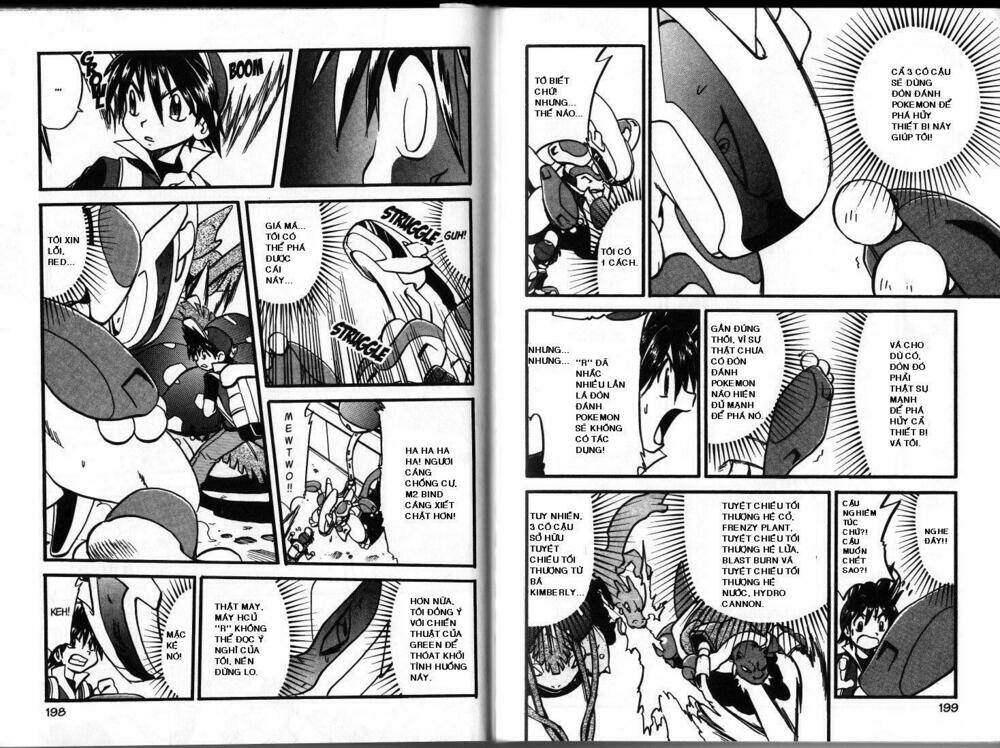 GROOL
...
BOOM
TÔI XIN
LỖI,
RED...
GIÁ MÀ...
TÔI CÓ
THỂ PHÁ
ĐƯỢC
CÁI
NÀY...
STRUGGLE
GUH!
STRUGGLE
MEWTWO!!
HA HA HA
HA! NGƯƠI
CÀNG
CHỐNG CỰ,
M2 BIND
CÀNG XIẾT
CHẶT HƠN!
KEH!
MẶC
KỆ
NÓ!
THẬT MAY,
MÁY HCỦ
"R" KHÔNG
THỂ ĐỌC Ý
NGHĨ CỦA
TÔI, NÊN
ĐỪNG LO.
HƠN NỮA,
TÔI ĐỒNG Ý
VỚI CHIẾN
THUẬT CỦA
GREEN ĐỂ
THOÁT KHỎI
TÌNH HUỐNG
NÀY.
198
TỚ BIẾT
CHỨ!
NHƯNG...
THẾ NÀO...
TÔI CÓ
1 CÁCH.
CẢ 3 CÔ CẬU
SẼ DÙNG
ĐÒN ĐÁNH
POKEMON ĐỂ
PHÁ HỦY
THIẾT BI NÀY
GIÚP TÔI!
NHƯNG...
NHƯNG...
"R" ĐÃ
NHẮC
NHIỀU LẦN
LÀ ĐÒN
ĐÁNH
POKEMON
SẼ KHÔNG
CÓ TÁC
DỤNG!
GẦN ĐÚNG
THÔI, VÌ SỰ
THẬT CHƯA
CÓ ĐÒN
ĐÁNH
POKEMON
NÀO HIỆN
ĐỦ MẠNH
ĐỂ PHÁ NÓ.
VÀ CHO
DÙ CÓ,
ĐÒN ĐÓ
PHẢI
THẬT SỰ
MẠNH ĐỂ
PHÁ HỦY CẢ
THIẾT BỊ
VÀ TÔI.
TUY NHIÊN,
3 CÔ CẬU
SỞ HỮU
TUYỆT
CHIÊU TỐI
THƯỢNG TỪ
BÀ
KIMBERLY...
TUYỆT CHIÊU TỐI
THƯỢNG HỆ CỎ,
FRENZY PLANT,
TUYỆT CHIÊU TỐI
THƯỢNG HỆ LỬA,
BLAST BURN VÀ
TUYỆT CHIÊU TỐI
THƯỢNG HỆ
NƯỚC, HYDRO
CANNON.
CẬU
NGHIÊM
TÚC
CHỨ?!
CẬU
MUỐN
CHẾT
SAO?!
NGHE
ĐÂY!!
199